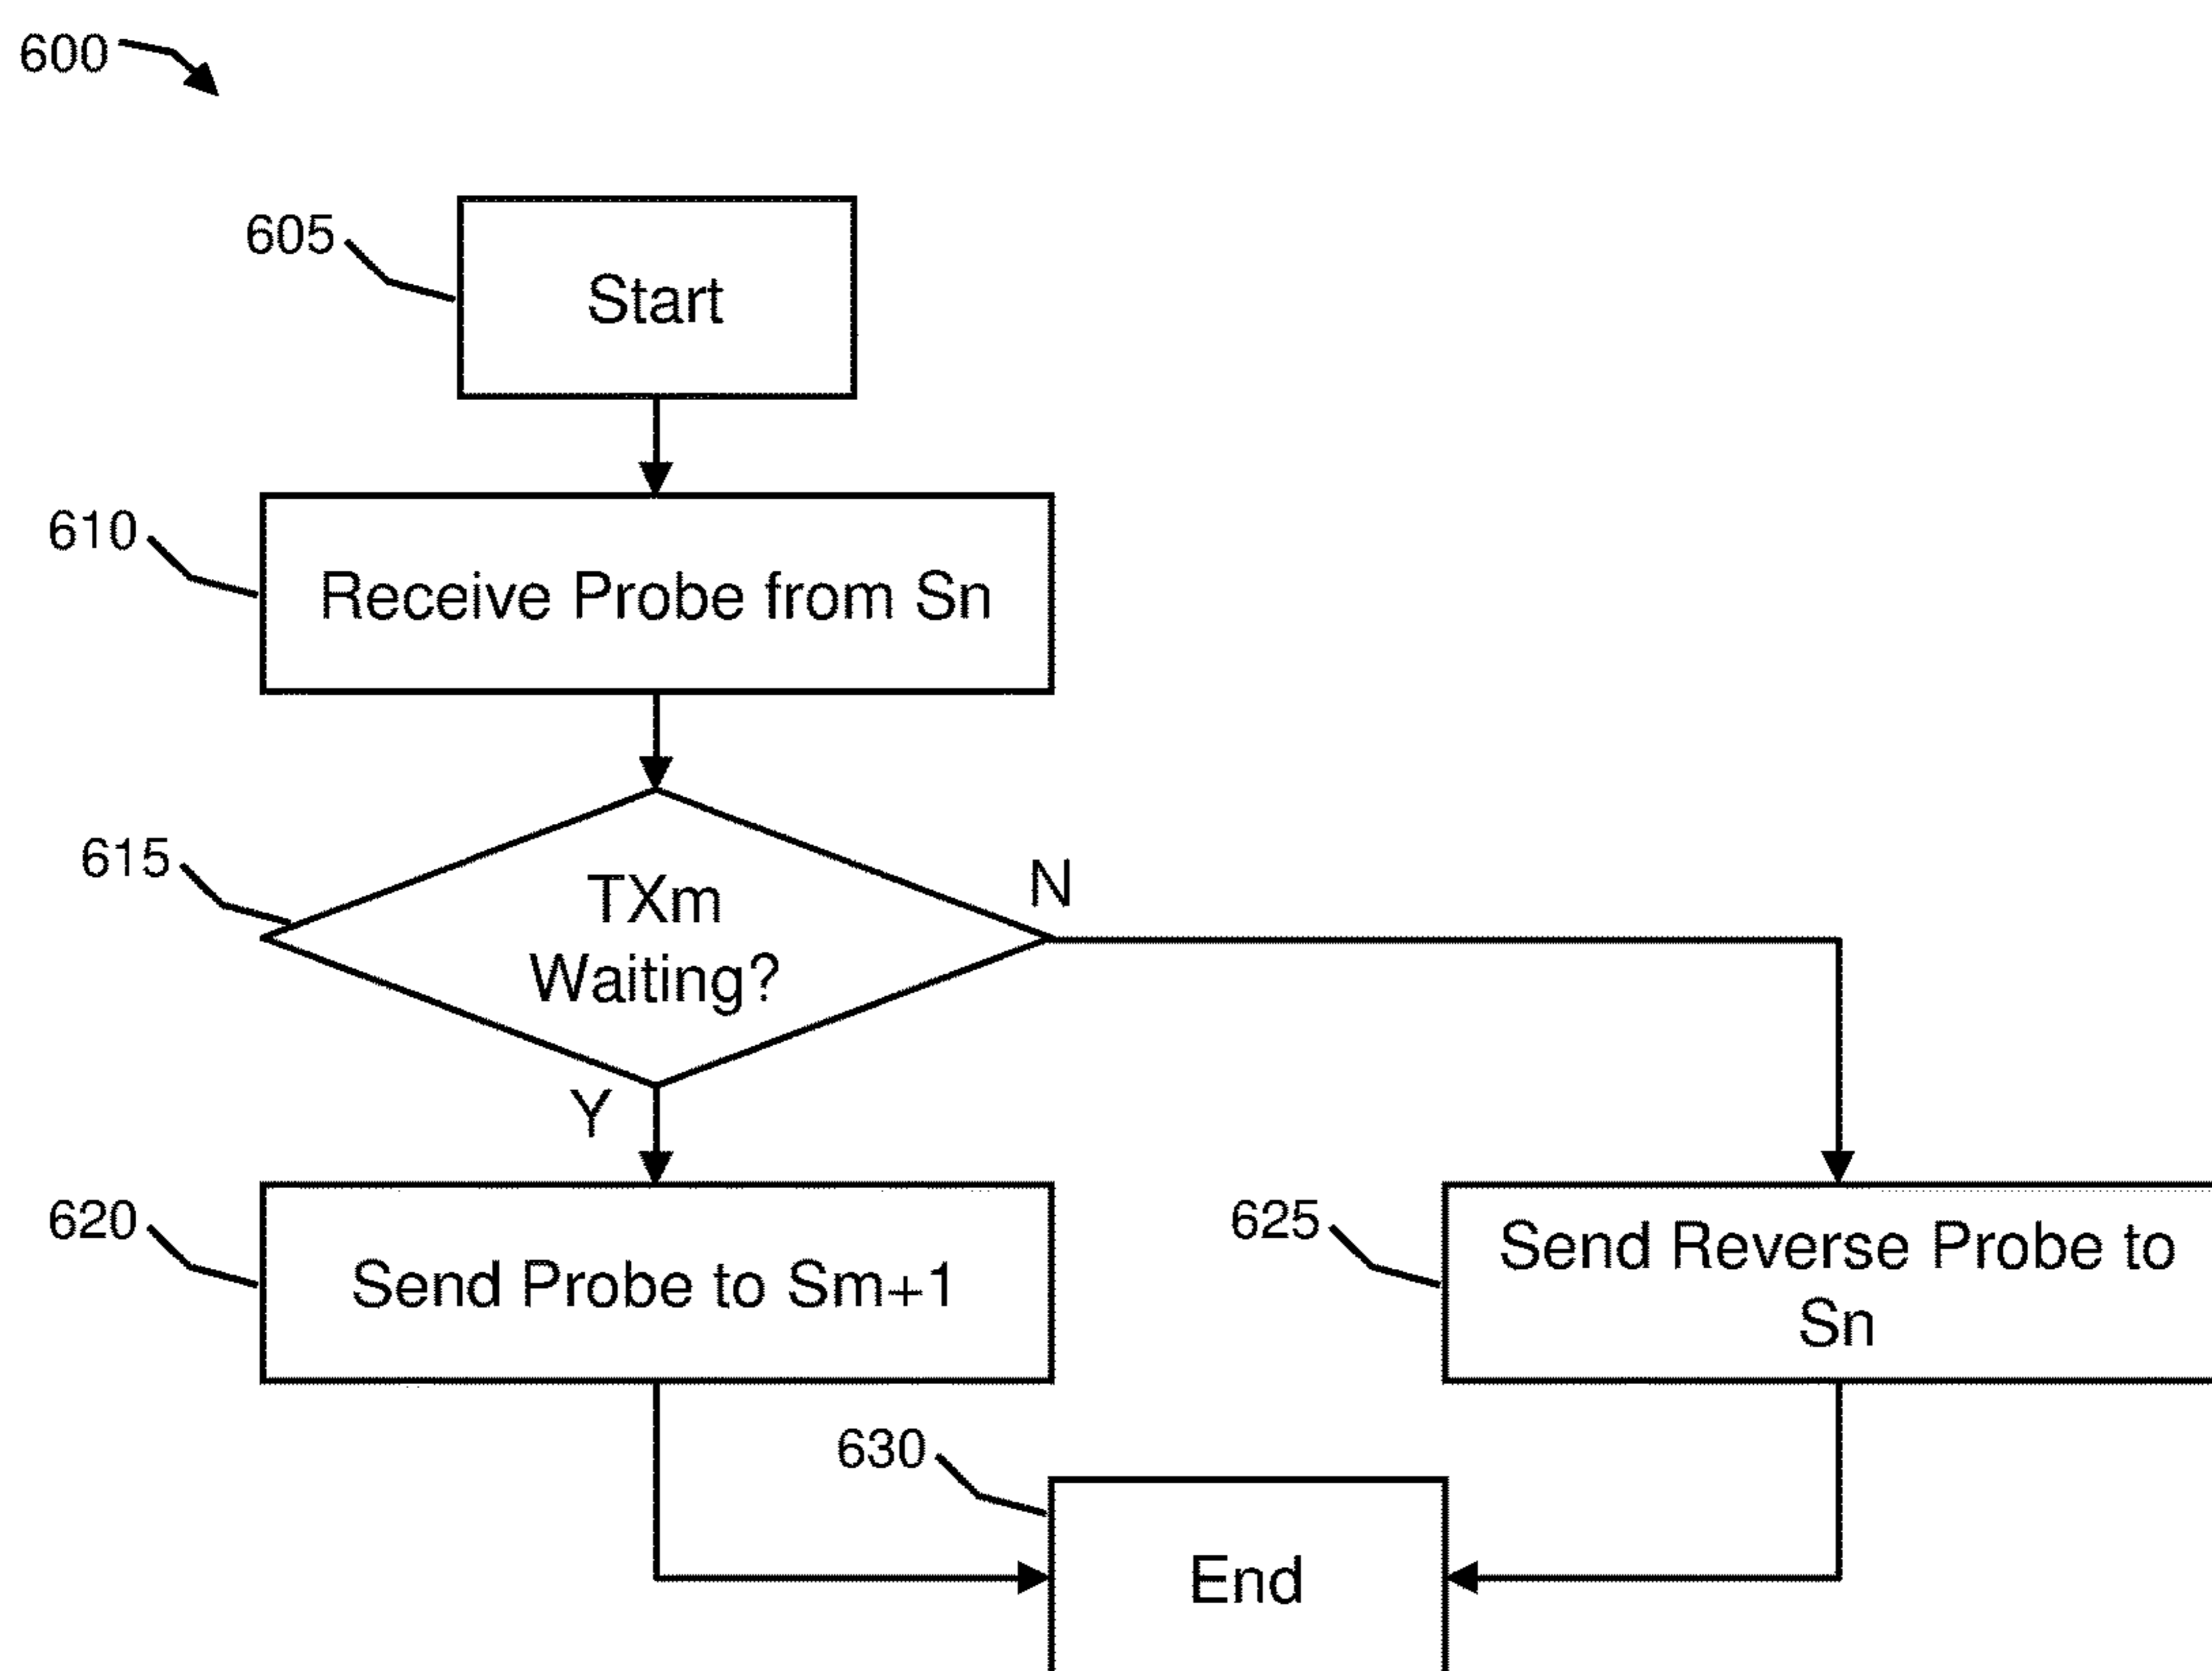 600
605
Start
610
Receive Probe from Sn
615
TXm
Waiting?
N
Y
620
Send Probe to Sm+1
625
Send Reverse Probe to
Sn
630
End